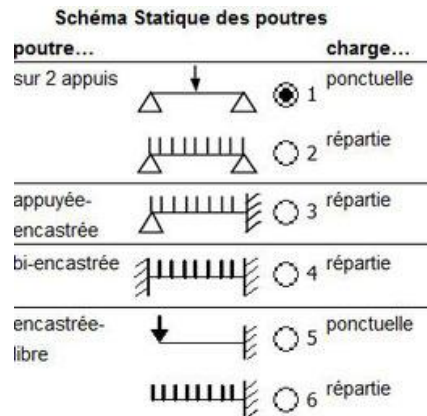 Schéma Statique des poutres
poutre... charge...
sur 2 appuis 1 ponctuelle
2 répartie
appuyée-
encastrée 3 répartie
bi-encastrée 4 répartie
encastrée-
libre 5 ponctuelle
6 répartie